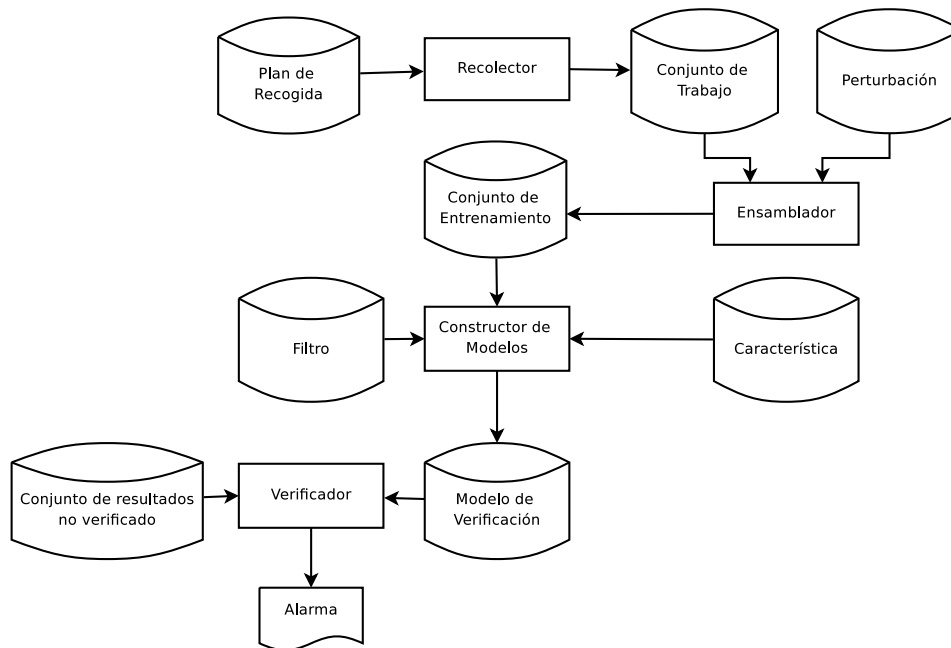 Plan de
Recogida
Recolector
Conjunto de
Trabajo
Perturbación
Conjunto de
Entrenamiento
Ensamblador
Filtro
Constructor de
Modelos
Característica
Conjunto de resultados
no verificado
Verificador
Modelo de
Verificación
Alarma